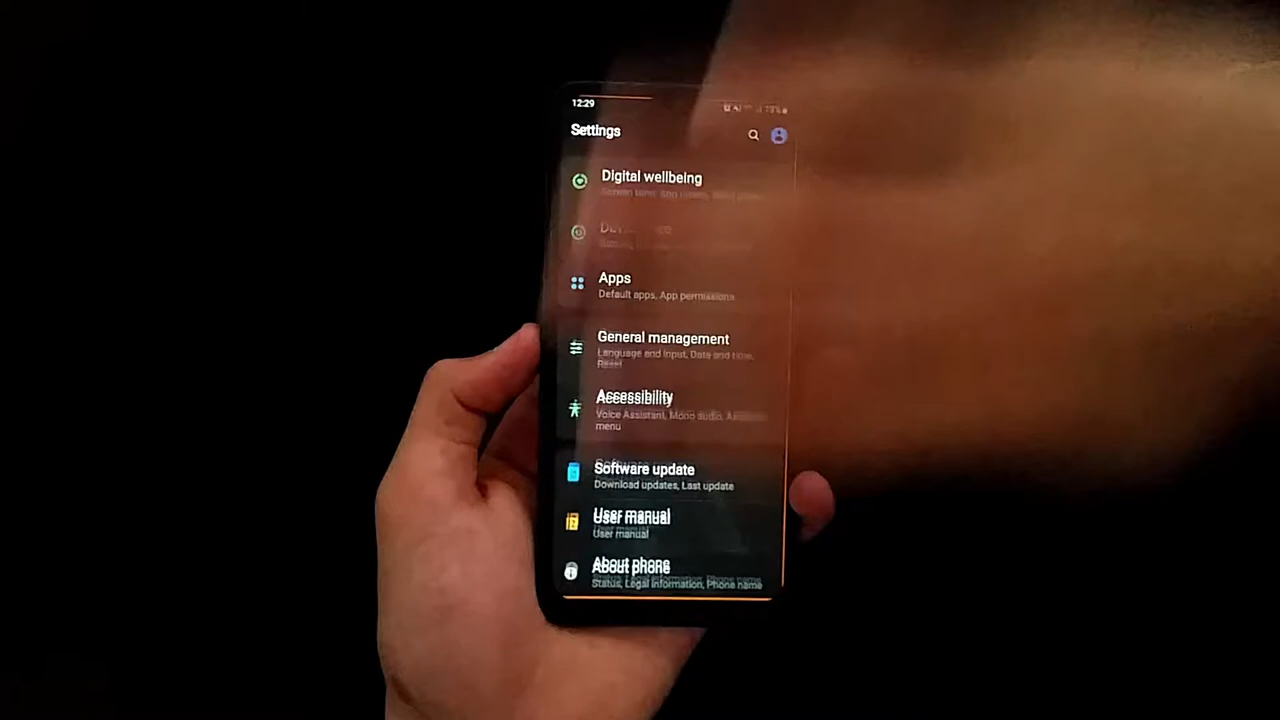 12:29
Settings
Digital wellbeing
Apps
Default apps, App permissions
General management
Language and input, Date and time,
Reset
Accessibility
Voice Assistant, Mono audio,
menu
Software update
Download updates, Last update
User manual
User manual
About phone
Status, Legal information, Phone name